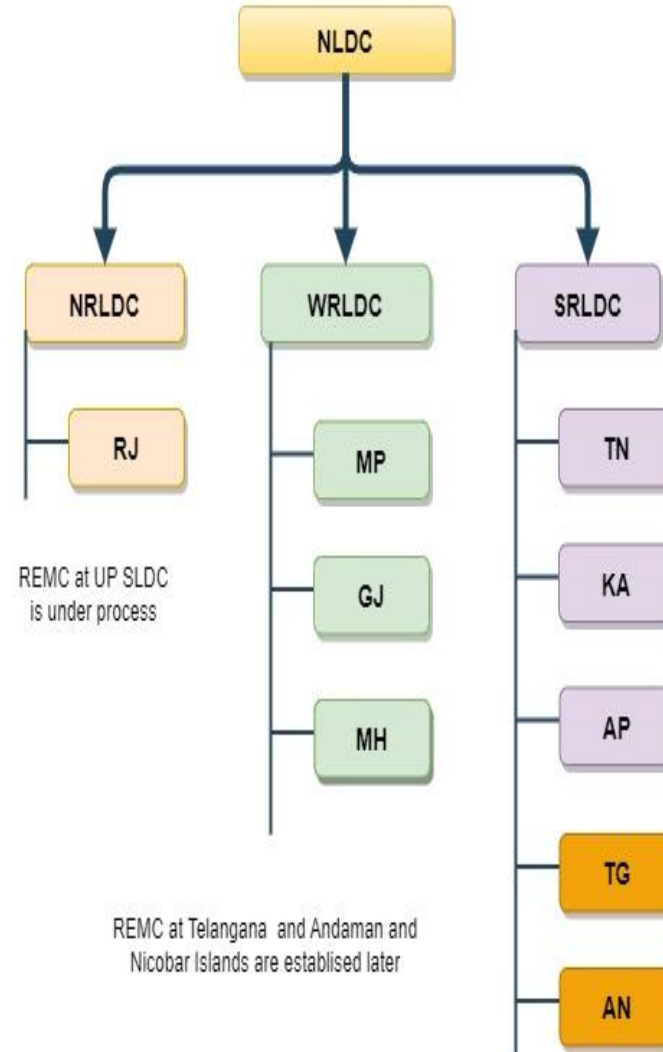 NLDC
NRLDC
WRLDC
SRLDC
RJ
MP
TN
REMC at UP SLDC
is under process
GJ
KA
MH
AP
TG
REMC at Telangana and Andaman and
Nicobar Islands are establised later
AN